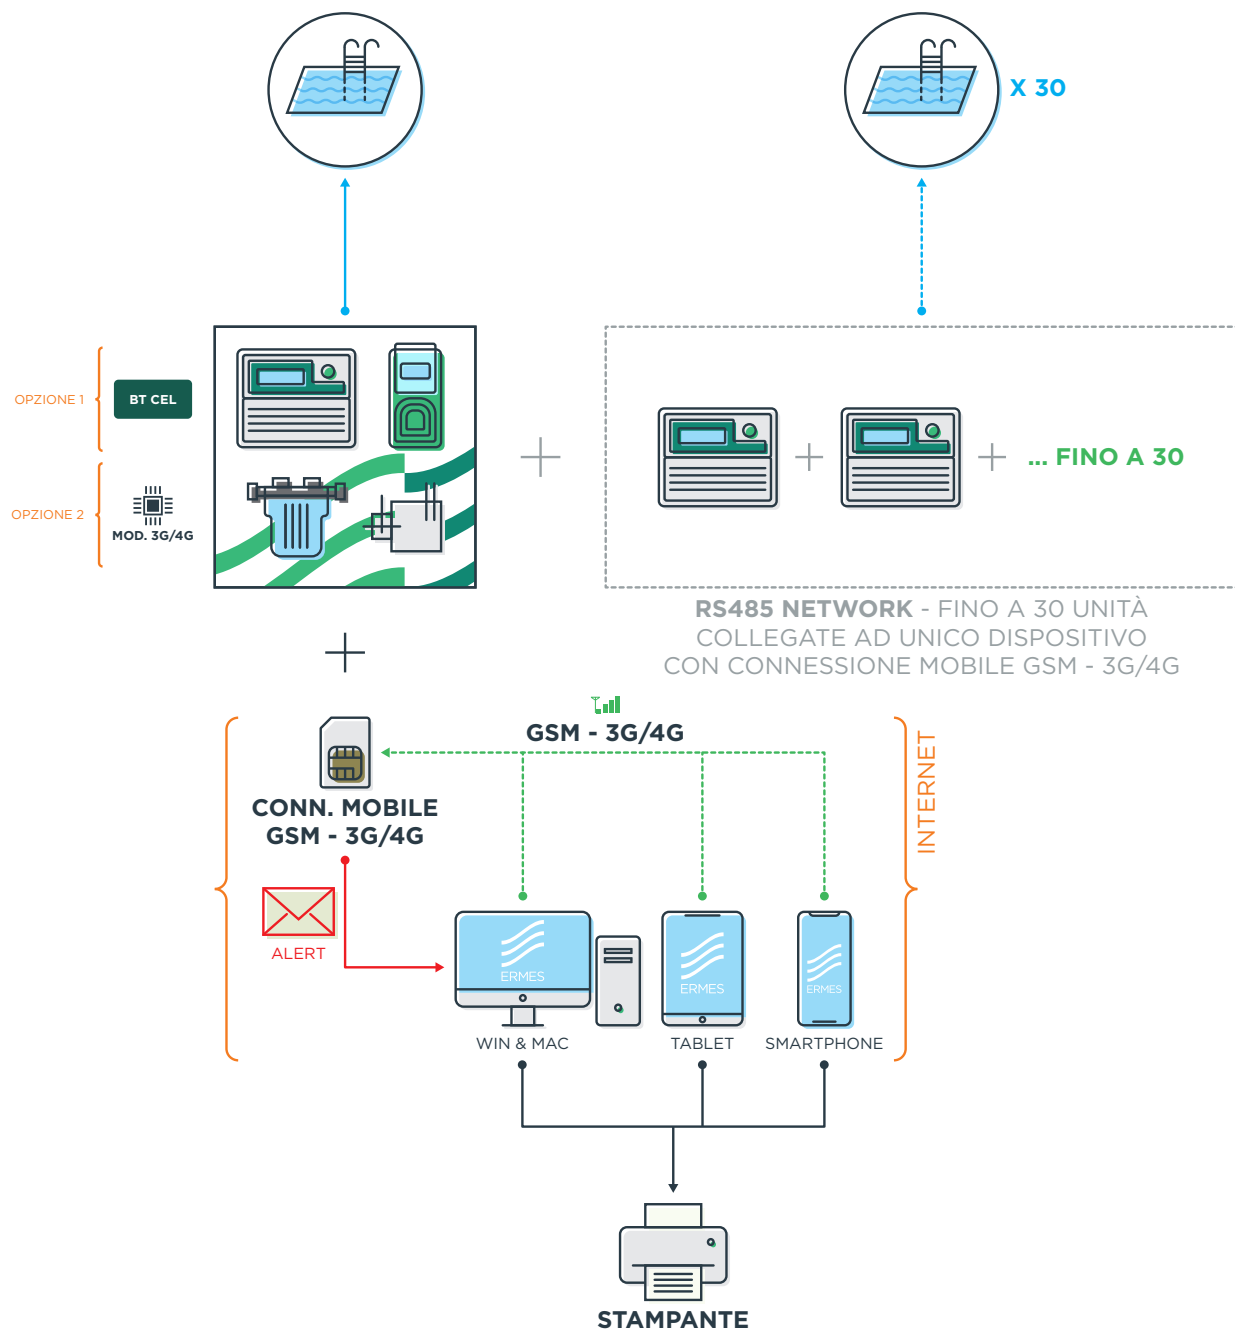 X 30
OPZIONE 1
BT CEL
OPZIONE 2
MOD. 3G/4G
... FINO A 30
RS485 NETWORK - FINO A 30 UNITÀ
COLLEGATE AD UNICO DISPOSITIVO
CON CONNESSIONE MOBILE GSM - 3G/4G
GSM - 3G/4G
INTERNET
CONN. MOBILE
GSM - 3G/4G
ALERT
ERMES
ERMES
ERMES
WIN & MAC
TABLET
SMARTPHONE
STAMPANTE